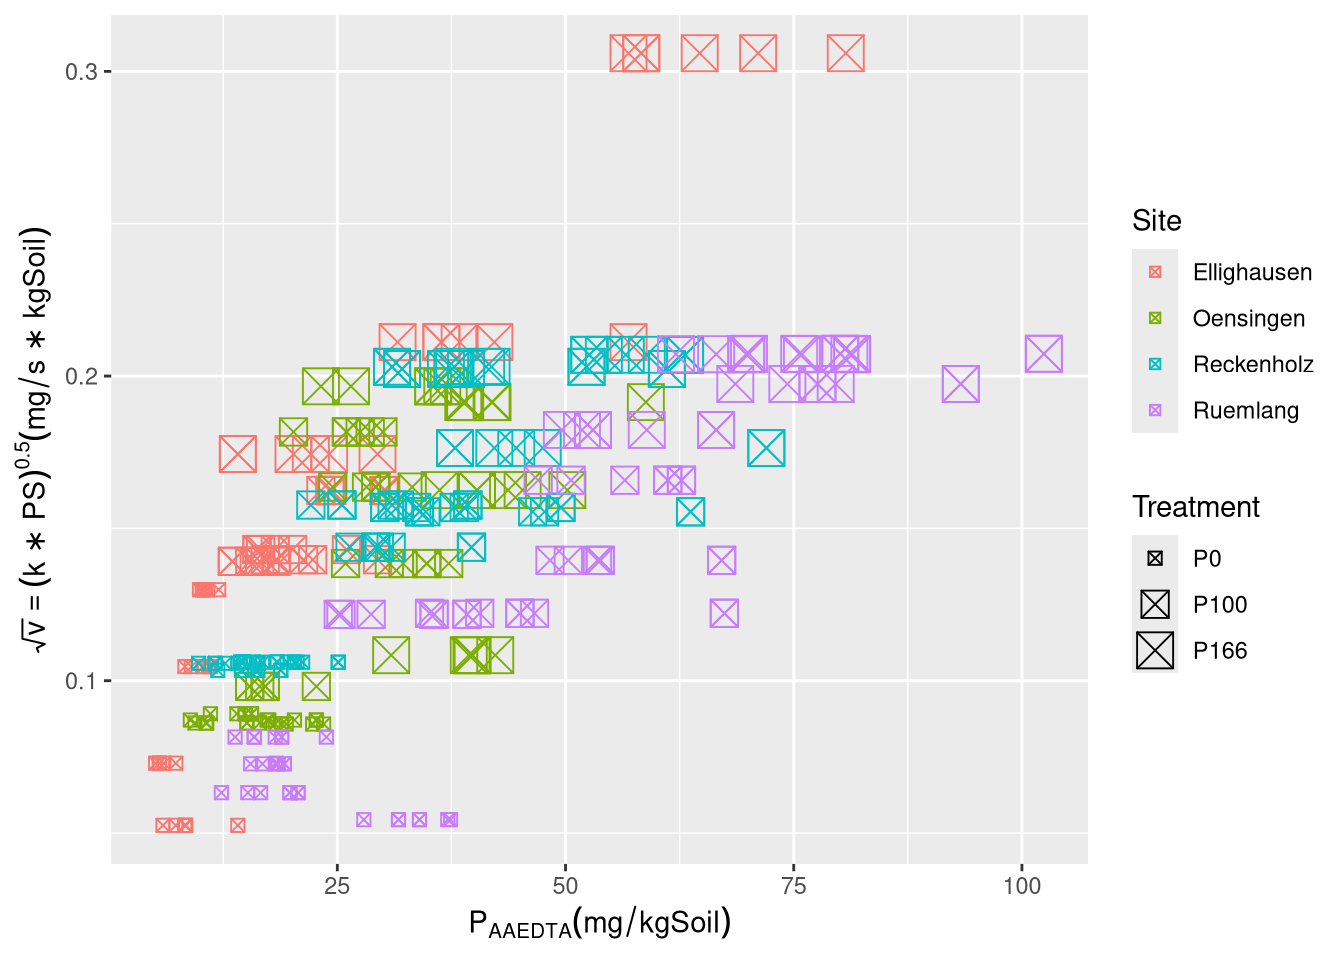 0.3
0.2
0.1
25 50 75 100
P_AAEDTA(mg/kgSoil)
√v = (k ∗ PS)^0.5(mg/s ∗ kgSoil)
Site
Ellighausen
Oensingen
Reckenholz
Ruemlang
Treatment
P0
P100
P166